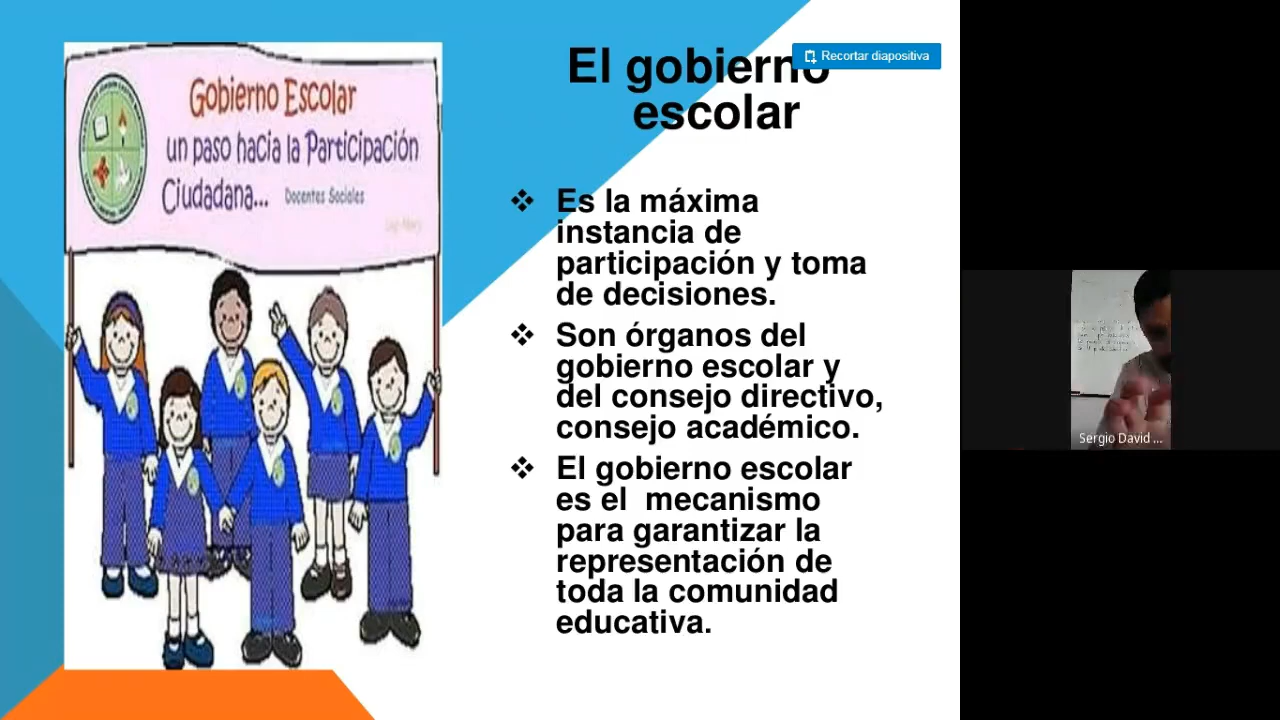 El gobierno
escolar
Recortar diapositiva
Gobierno Escolar
un paso hacia la Participación
Ciudadana... Docentes Sociales
❖ Es la máxima
instancia de
participación y toma
de decisiones.
❖ Son órganos del
gobierno escolar y
del consejo directivo,
consejo académico.
❖ El gobierno escolar
es el mecanismo
para garantizar la
representación de
toda la comunidad
educativa.
Sergio David ...